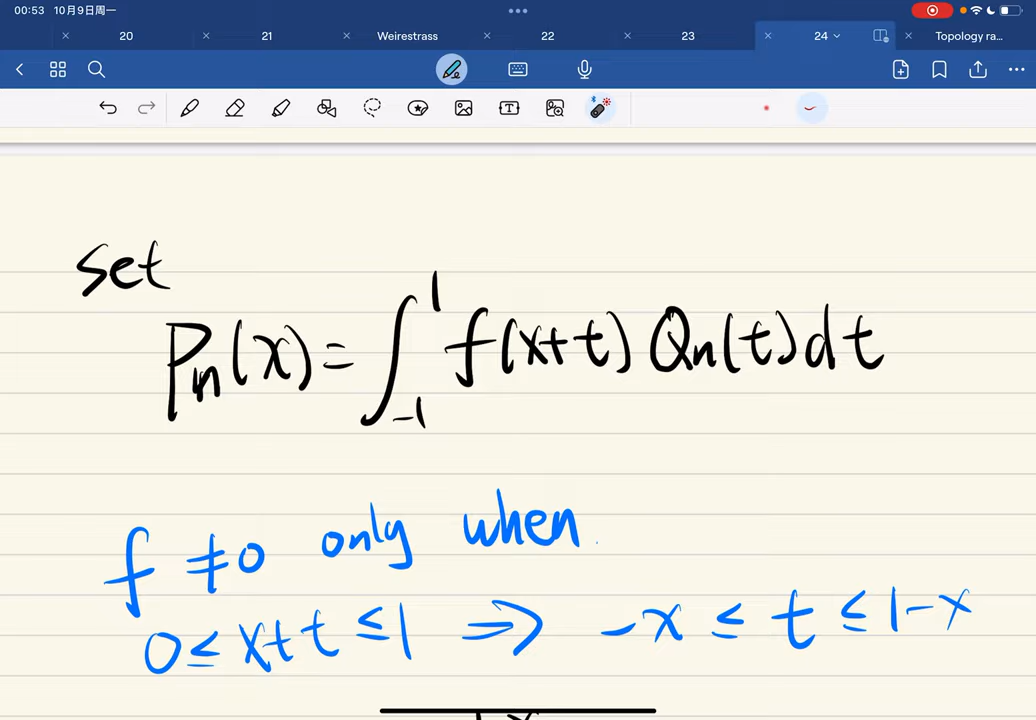 00:53 10月9日周一
20 21 Weirestrass 22 23 24 Topology ra...
set
Pn(x)=∫_{-1}^{1} f(x+t) Qn(t)dt
f ≠0 only when.
0≤x+t≤1 ⇒ -x ≤ t ≤1-x